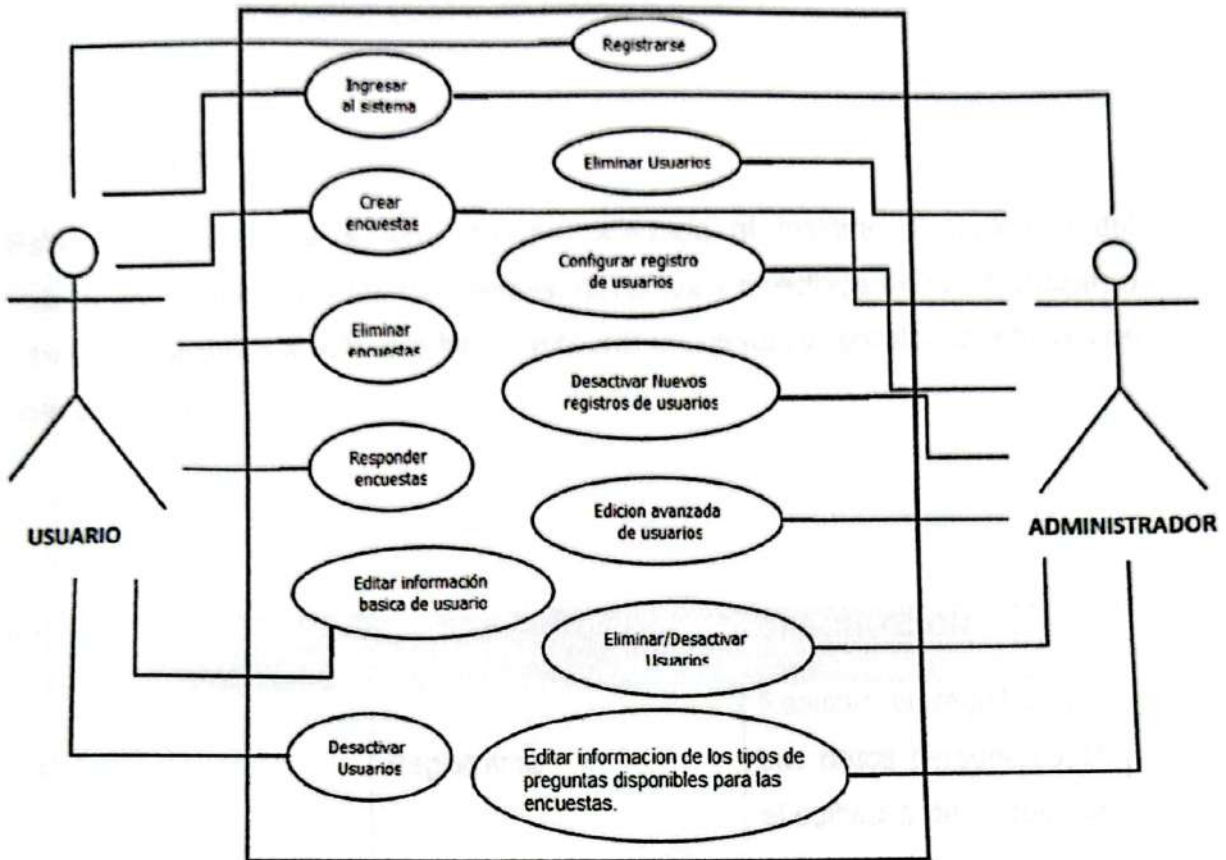 Registrarse
Ingresar
al sistema
Eliminar Usuarios
Crear
encuestas
Configurar registro
de usuarios
Eliminar
encuestas
Desactivar Nuevos
registros de usuarios
Responder
encuestas
Edicion avanzada
de usuarios
USUARIO
ADMINISTRADOR
Editar información
basica de usuario
Eliminar/Desactivar
Usuarios
Desactivar
Usuarios
Editar informacion de los tipos de
preguntas disponibles para las
encuestas.